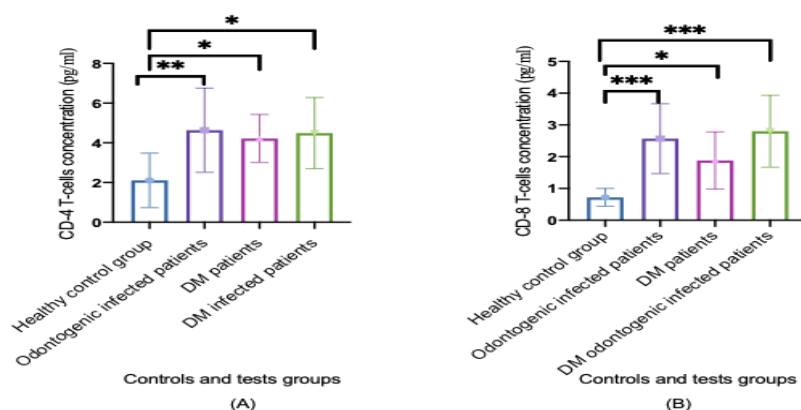 *
*
**
CD-4 T-cells concentration (pg/ml)
8
6
4
2
0
Healthy control group
Odontogenic infected patients
DM patients
DM infected patients
Controls and tests groups
(A)
***
*
***
CD-8 T-cells concentration (pg/ml)
5
4
3
2
1
0
Healthy control group
Odontogenic infected patients
DM patients
DM odontogenic infected patients
Controls and tests groups
(B)